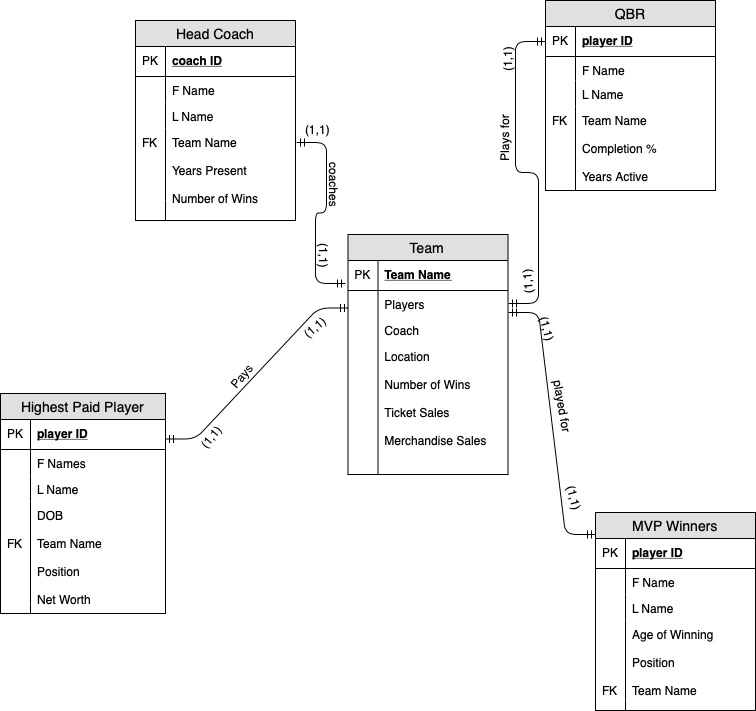 Head Coach
PK coach ID
F Name
L Name
FK Team Name
Years Present
Number of Wins
QBR
PK player ID
F Name
L Name
FK Team Name
Completion %
Years Active
(1,1)
coaches
(1,1)
(1,1)
Plays for
(1,1)
Team
PK Team Name
Players
Coach
Location
Number of Wins
Ticket Sales
Merchandise Sales
(1,1)
Pays
(1,1)
(1,1)
played for
(1,1)
Highest Paid Player
PK player ID
F Names
L Name
DOB
FK Team Name
Position
Net Worth
MVP Winners
PK player ID
F Name
L Name
Age of Winning
Position
FK Team Name